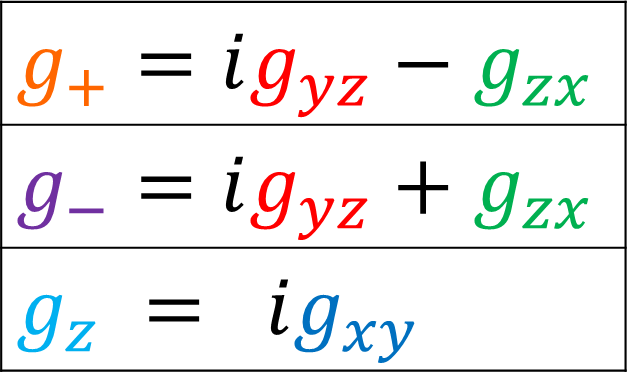 g₊ = ig_yz − g_zx
g₋ = ig_yz + g_zx
g_z = ig_xy